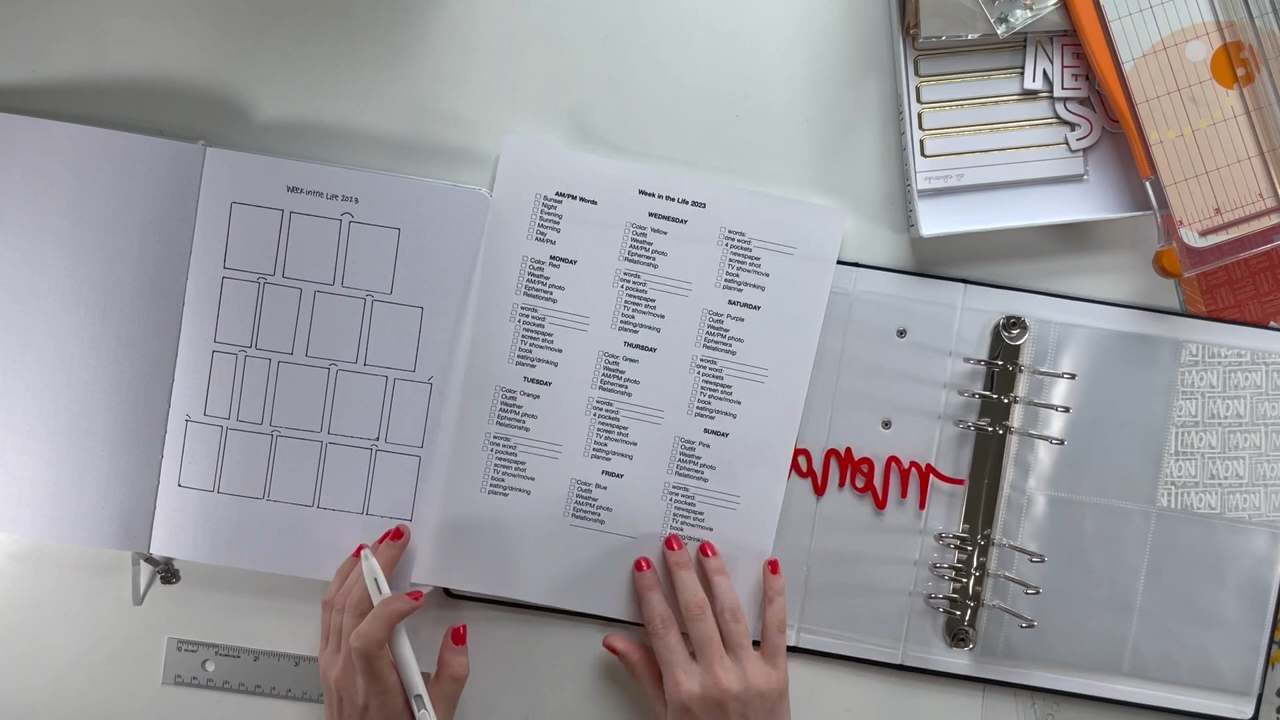 Week in the Life 2023
Week in the Life 2023
AM/PM Words
Sunset
Night
Evening
Sunrise
Morning
Day
AM/PM
MONDAY
Color: Red
Outfit
Weather
AM/PM photo
Ephemera
Relationship
words:
one word:
4 pockets
newspaper
screen shot
TV show/movie
book
eating/drinking
planner
TUESDAY
Color: Orange
Outfit
Weather
AM/PM photo
Ephemera
Relationship
words:
one word:
4 pockets
newspaper
screen shot
TV show/movie
book
eating/drinking
planner
WEDNESDAY
Color: Yellow
Outfit
Weather
AM/PM photo
Ephemera
Relationship
words:
one word:
4 pockets
newspaper
screen shot
TV show/movie
book
eating/drinking
planner
THURSDAY
Color: Green
Outfit
Weather
AM/PM photo
Ephemera
Relationship
words:
one word:
4 pockets
newspaper
screen shot
TV show/movie
book
eating/drinking
planner
FRIDAY
Color: Blue
Outfit
Weather
AM/PM photo
Ephemera
Relationship
words:
one word:
4 pockets
newspaper
screen shot
TV show/movie
book
eating/drinking
planner
SATURDAY
Color: Purple
Outfit
Weather
AM/PM photo
Ephemera
Relationship
words:
one word:
4 pockets
newspaper
screen shot
TV show/movie
book
eating/drinking
planner
SUNDAY
Color: Pink
Outfit
Weather
AM/PM photo
Ephemera
Relationship
words:
one word:
4 pockets
newspaper
screen shot
TV show/movie
book
eating/drinking
MON
MON MON
MON
MON MON
MON